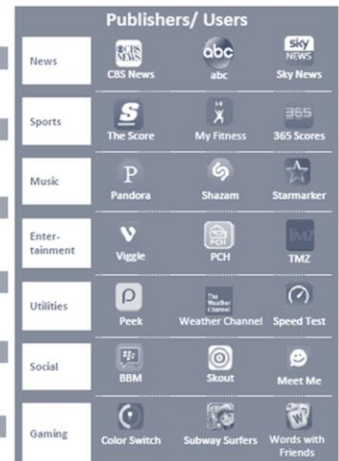 Publishers/ Users
News
CBS NEWS
CBS News
abc
abc
sky NEWS
Sky News
Sports
S
The Score
My Fitness
365
365 Scores
Music
P
Pandora
Shazam
Starmarker
Enter-
tainment
V
Viggle
PCH
PCH
TMZ
TMZ
Utilities
Peek
The
Weather
Channel
Weather Channel
Speed Test
Social
BBM
Skout
Meet Me
Gaming
Color Switch
Subway Surfers
W
Words with
Friends